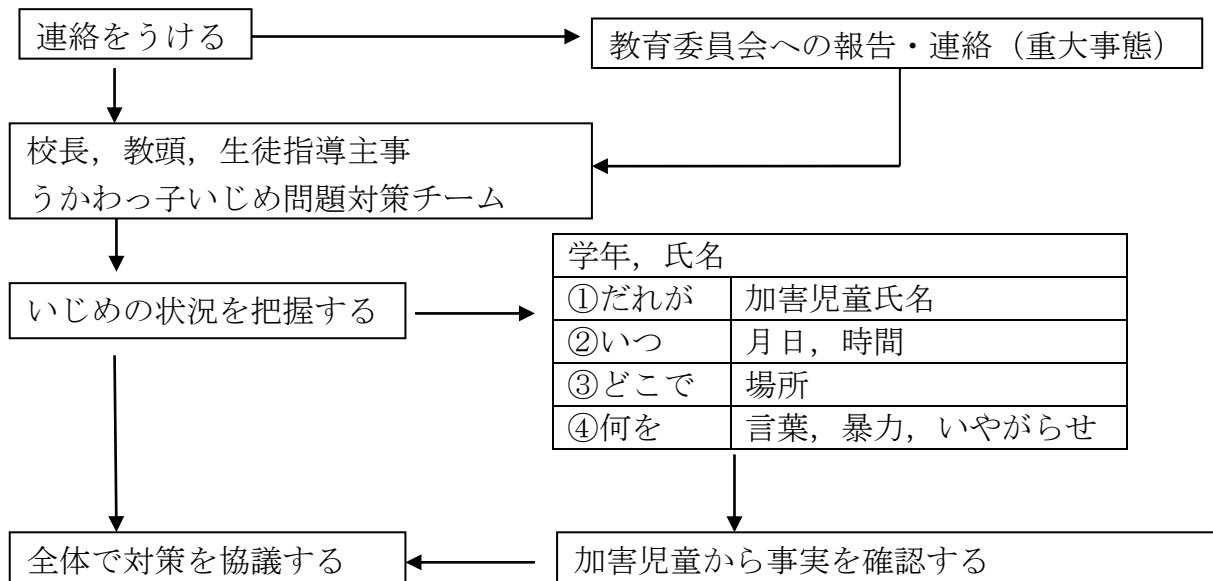 連絡をうける
教育委員会への報告・連絡（重大事態）
校長，教頭，生徒指導主事
うかわっ子いじめ問題対策チーム
いじめの状況を把握する
学年，氏名
①だれが 加害児童氏名
②いつ 月日，時間
③どこで 場所
④何を 言葉，暴力，いやがらせ
全体で対策を協議する
加害児童から事実を確認する